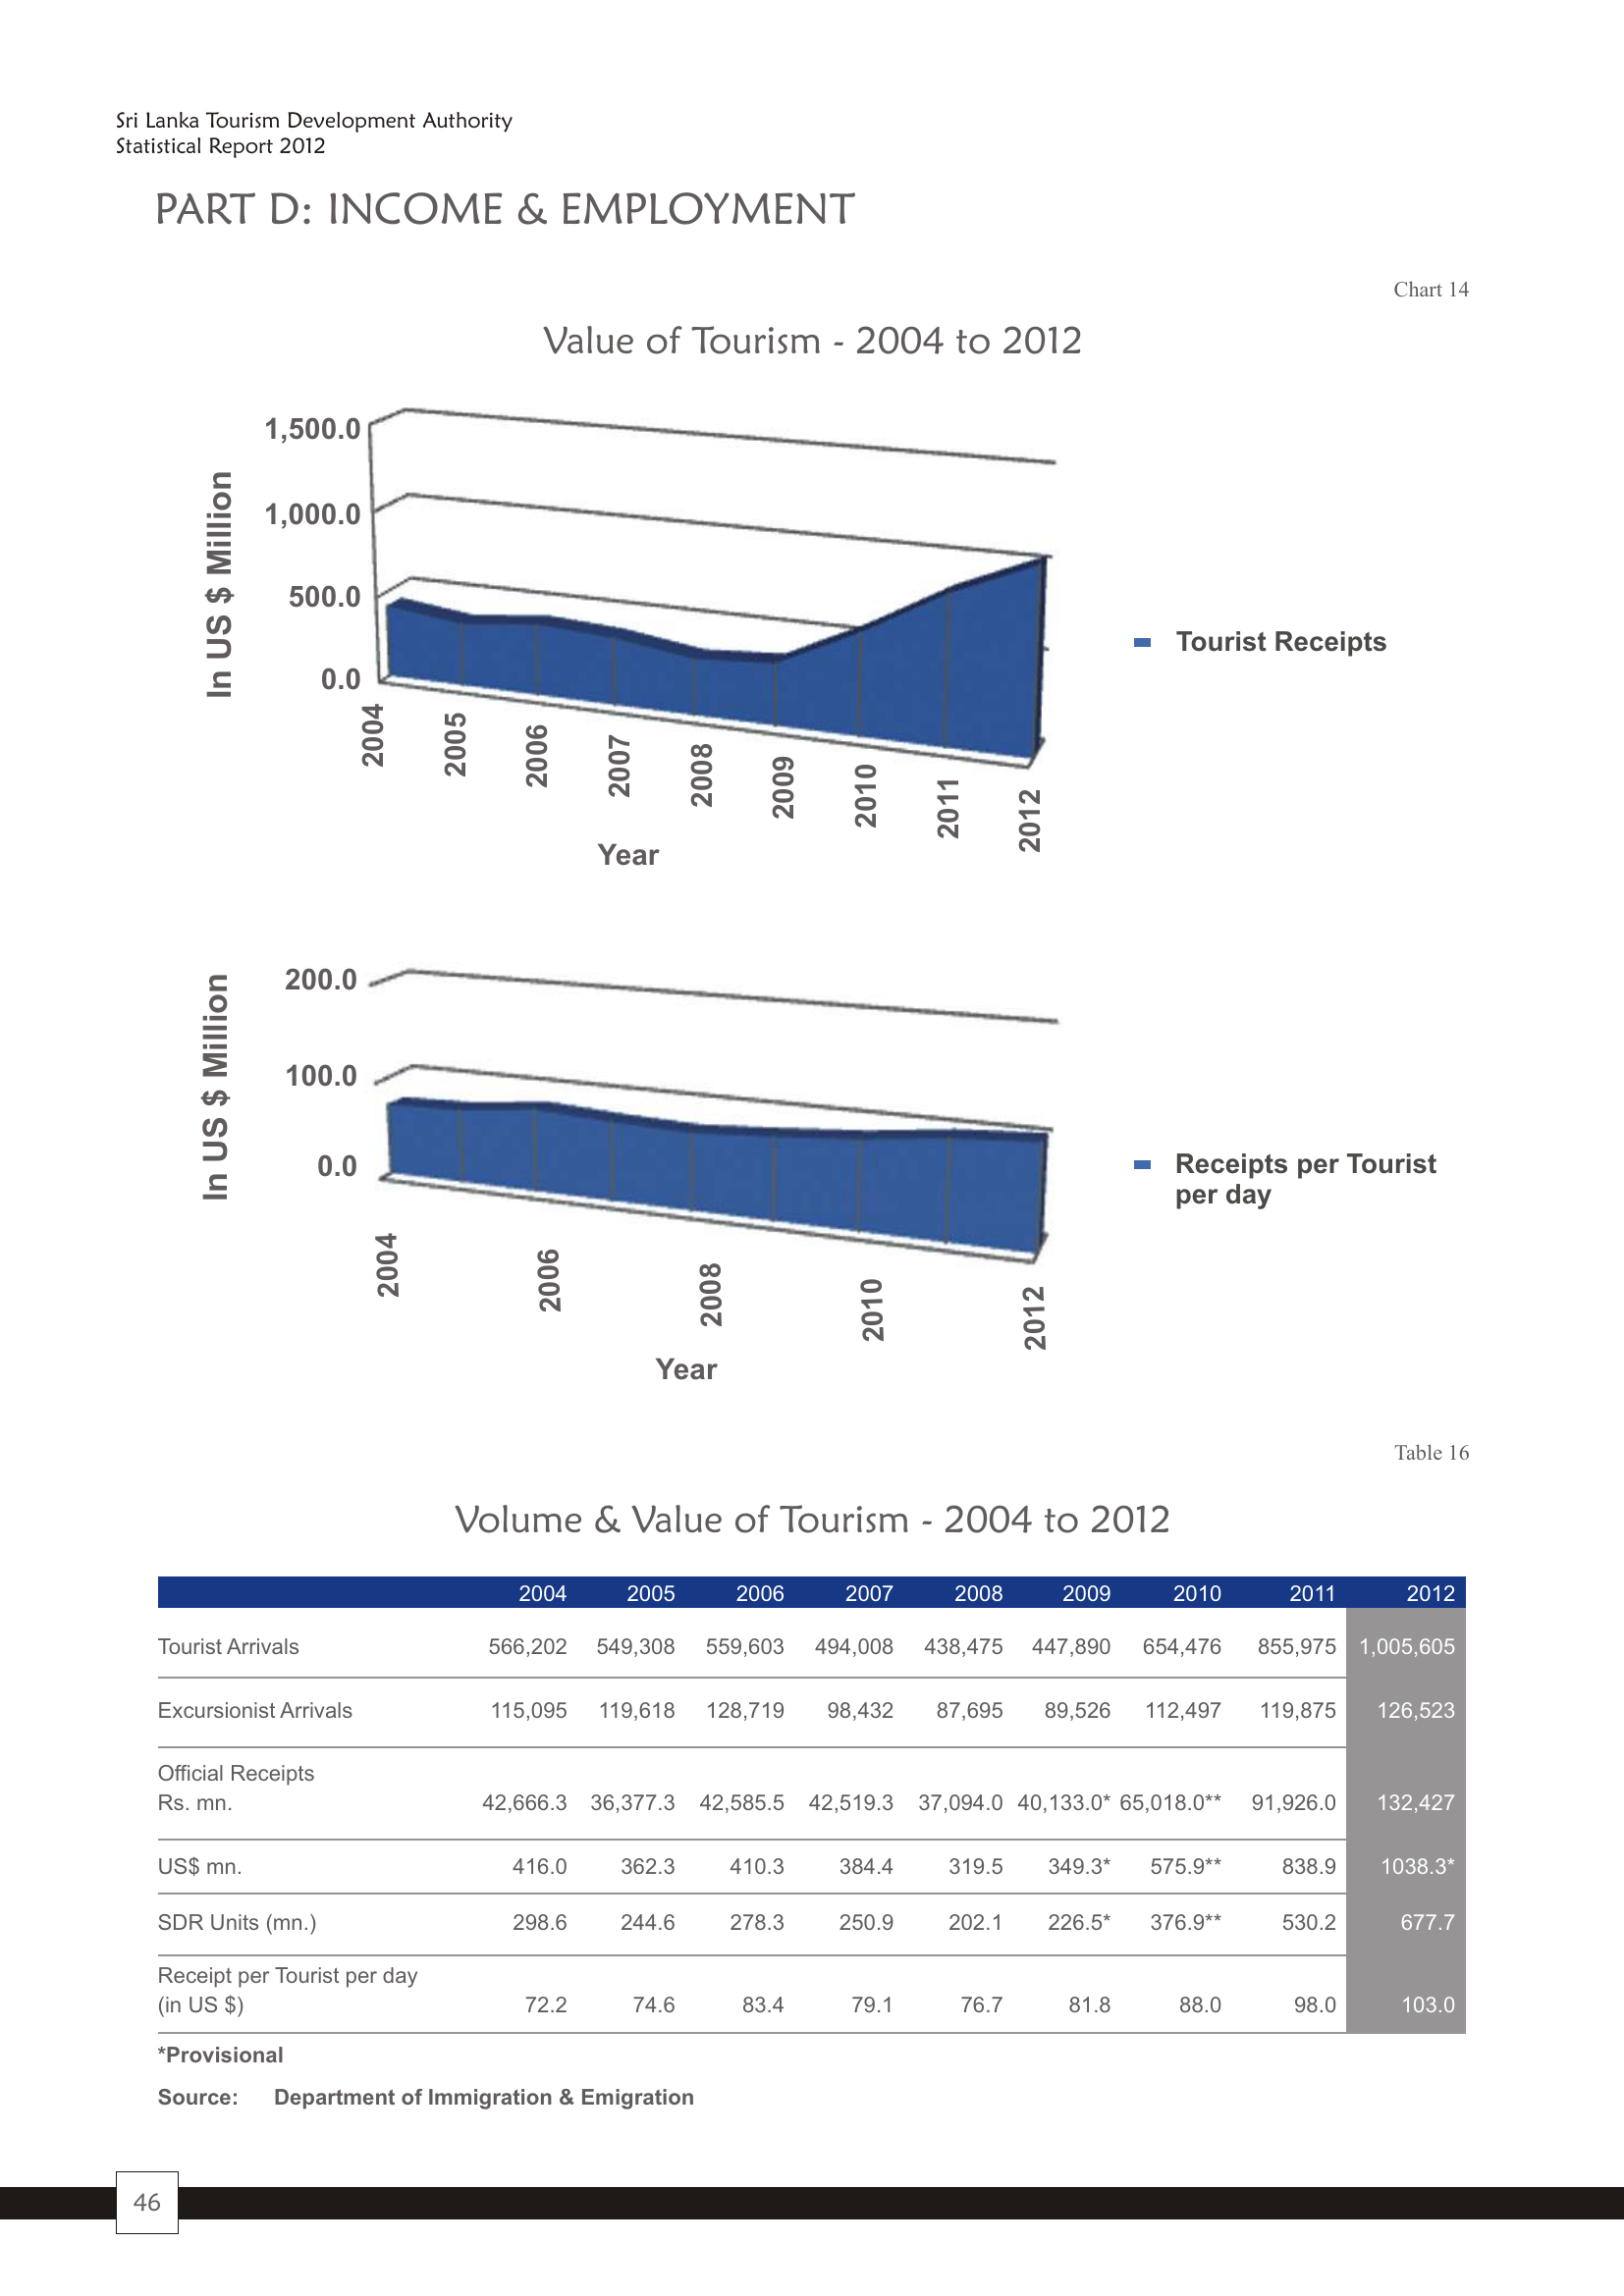 Sri Lanka Tourism Development Authority
Statistical Report 2012
PART D: INCOME & EMPLOYMENT
Chart 14
Value of Tourism - 2004 to 2012
In US $ Million
1,500.0
1,000.0
500.0
0.0
2004 2005 2006 2007 2008 2009 2010 2011 2012
Year
Tourist Receipts
In US $ Million
200.0
100.0
0.0
2004 2006 2008 2010 2012
Year
Receipts per Tourist
per day
Table 16
Volume & Value of Tourism - 2004 to 2012
2004 2005 2006 2007 2008 2009 2010 2011 2012
Tourist Arrivals 566,202 549,308 559,603 494,008 438,475 447,890 654,476 855,975 1,005,605
Excursionist Arrivals 115,095 119,618 128,719 98,432 87,695 89,526 112,497 119,875 126,523
Official Receipts
Rs. mn. 42,666.3 36,377.3 42,585.5 42,519.3 37,094.0 40,133.0* 65,018.0** 91,926.0 132,427
US$ mn. 416.0 362.3 410.3 384.4 319.5 349.3* 575.9** 838.9 1038.3*
SDR Units (mn.) 298.6 244.6 278.3 250.9 202.1 226.5* 376.9** 530.2 677.7
Receipt per Tourist per day
(in US $) 72.2 74.6 83.4 79.1 76.7 81.8 88.0 98.0 103.0
*Provisional
Source: Department of Immigration & Emigration
46